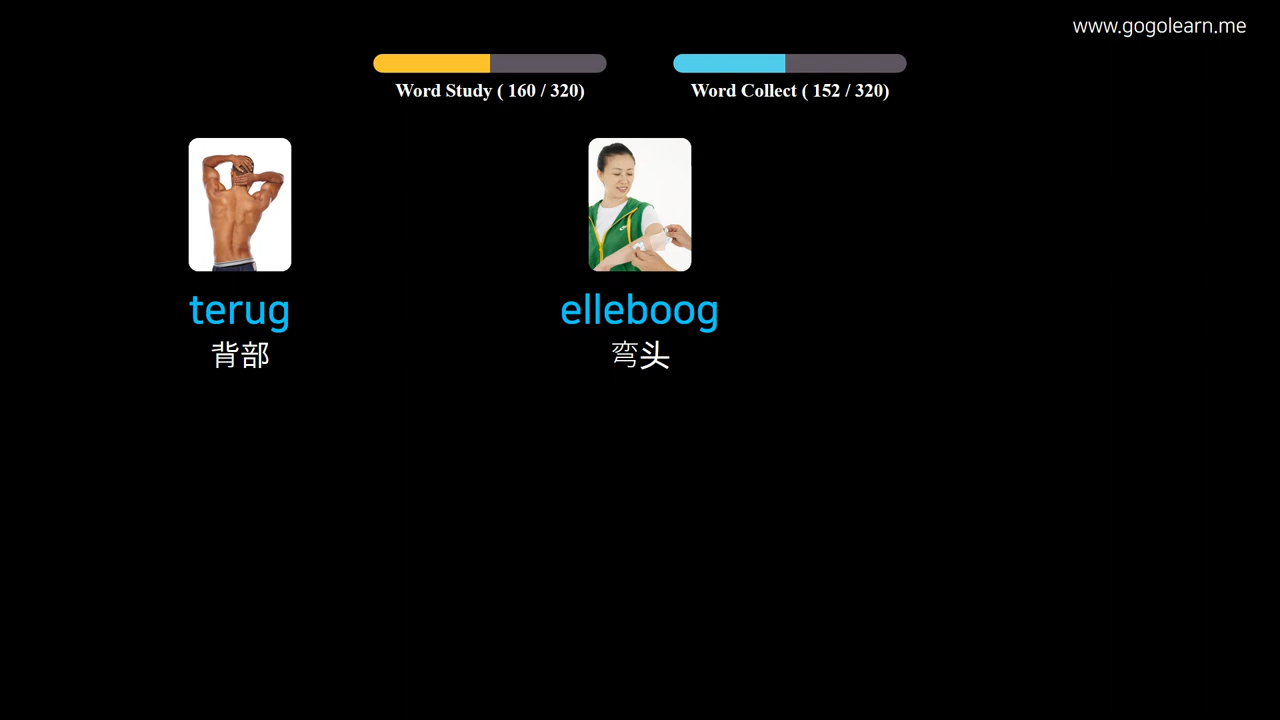 www.gogolearn.me
Word Study ( 160 / 320)
Word Collect ( 152 / 320)
terug
elleboog
背部
弯头